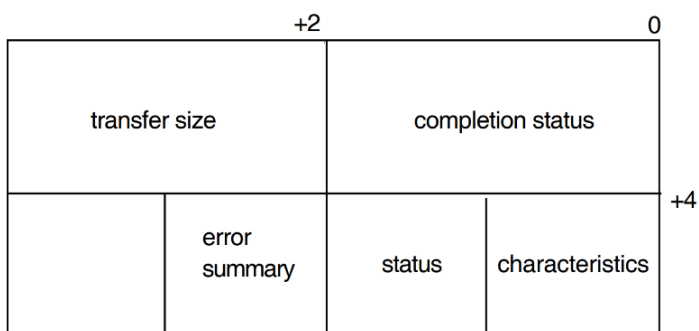 +2 0
transfer size completion status
+4
error
summary status characteristics